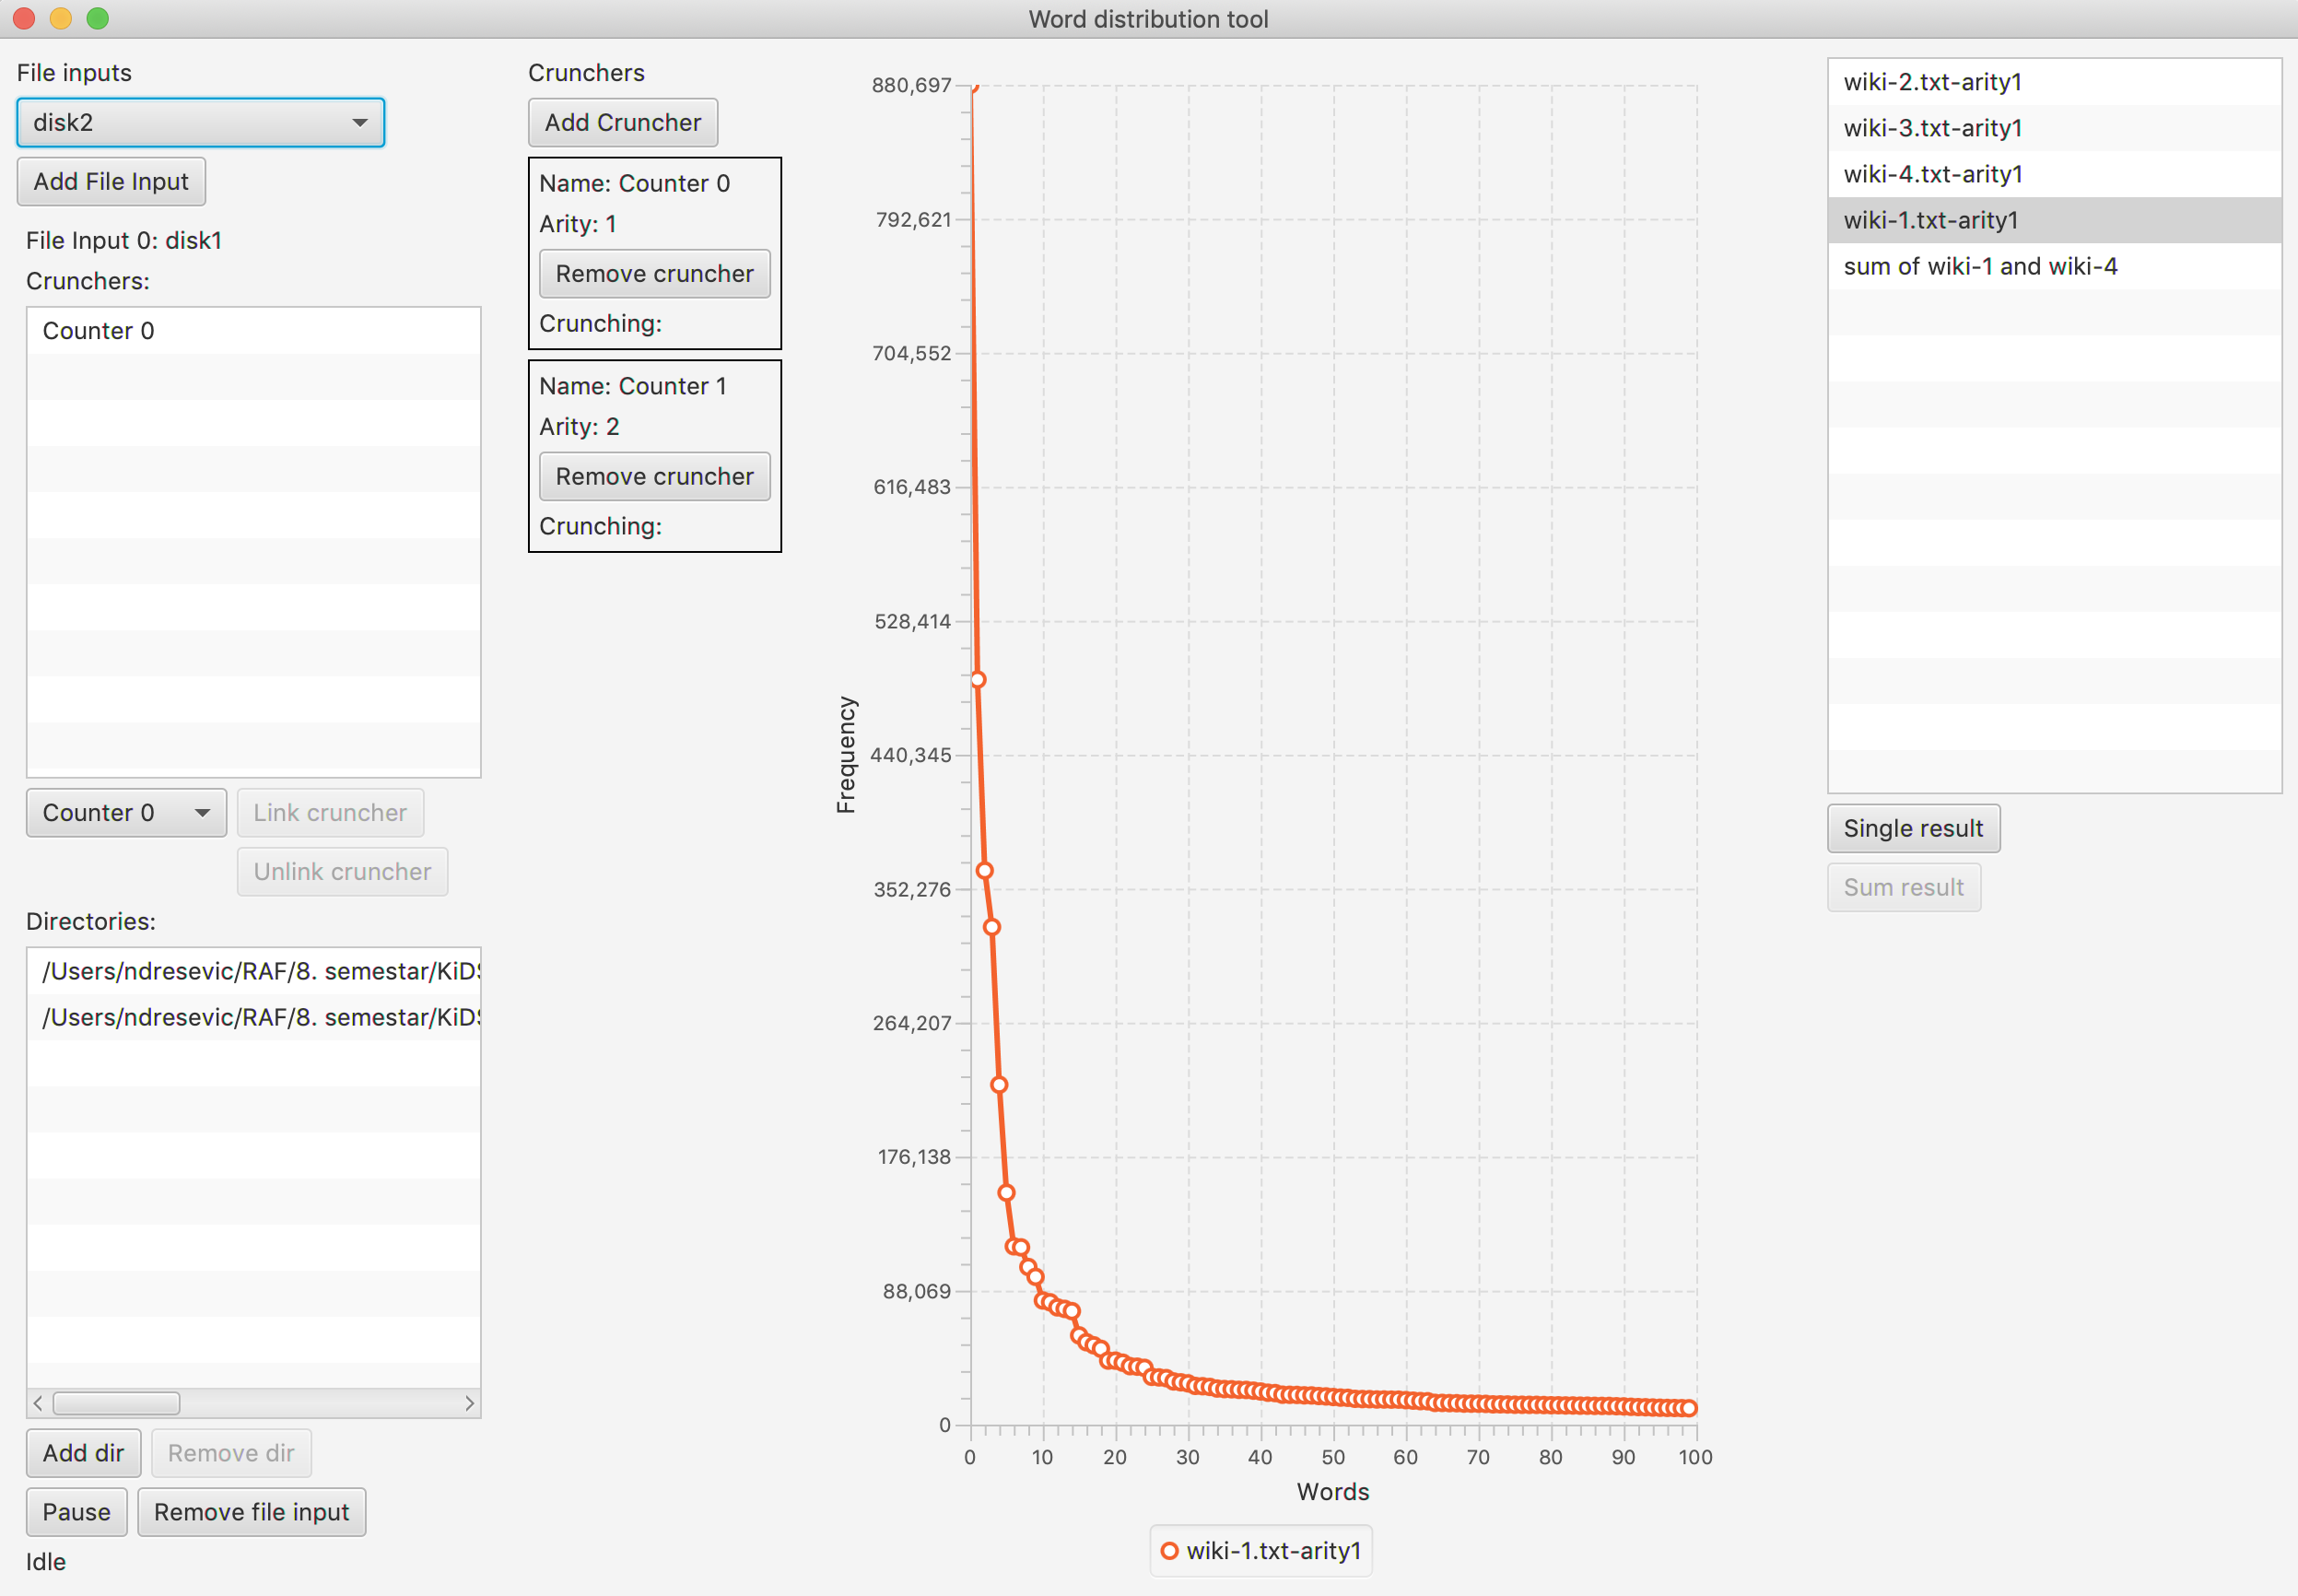 Word distribution tool
File inputs
disk2
Add File Input
File Input 0: disk1
Crunchers:
Counter 0
Counter 0
Link cruncher
Unlink cruncher
Directories:
/Users/ndresevic/RAF/8. semestar/KiDS
/Users/ndresevic/RAF/8. semestar/KiDS
Add dir
Remove dir
Pause
Remove file input
Idle
Crunchers
Add Cruncher
Name: Counter 0
Arity: 1
Remove cruncher
Crunching:
Name: Counter 1
Arity: 2
Remove cruncher
Crunching:
Frequency
880,697
792,621
704,552
616,483
528,414
440,345
352,276
264,207
176,138
88,069
0
0 10 20 30 40 50 60 70 80 90 100
Words
wiki-1.txt-arity1
wiki-2.txt-arity1
wiki-3.txt-arity1
wiki-4.txt-arity1
wiki-1.txt-arity1
sum of wiki-1 and wiki-4
Single result
Sum result